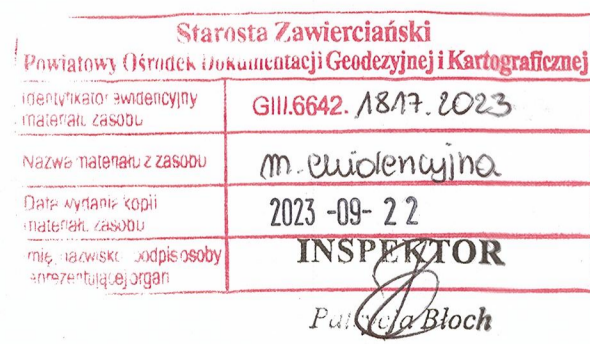 Starosta Zawierciański
Powiatowy Ośrodek Dokumentacji Geodezyjnej i Kartograficznej
Identyfikator ewidencyjny
materiału zasobu
GIII.6642. 1817. 2023
Nazwa materiału z zasobu
m. ewidencyjna
Data wydania kopii
materiału zasobu
2023 -09- 22
imię, nazwisko i podpis osoby
reprezentującej organ
INSPEKTOR
Patrycja Błoch